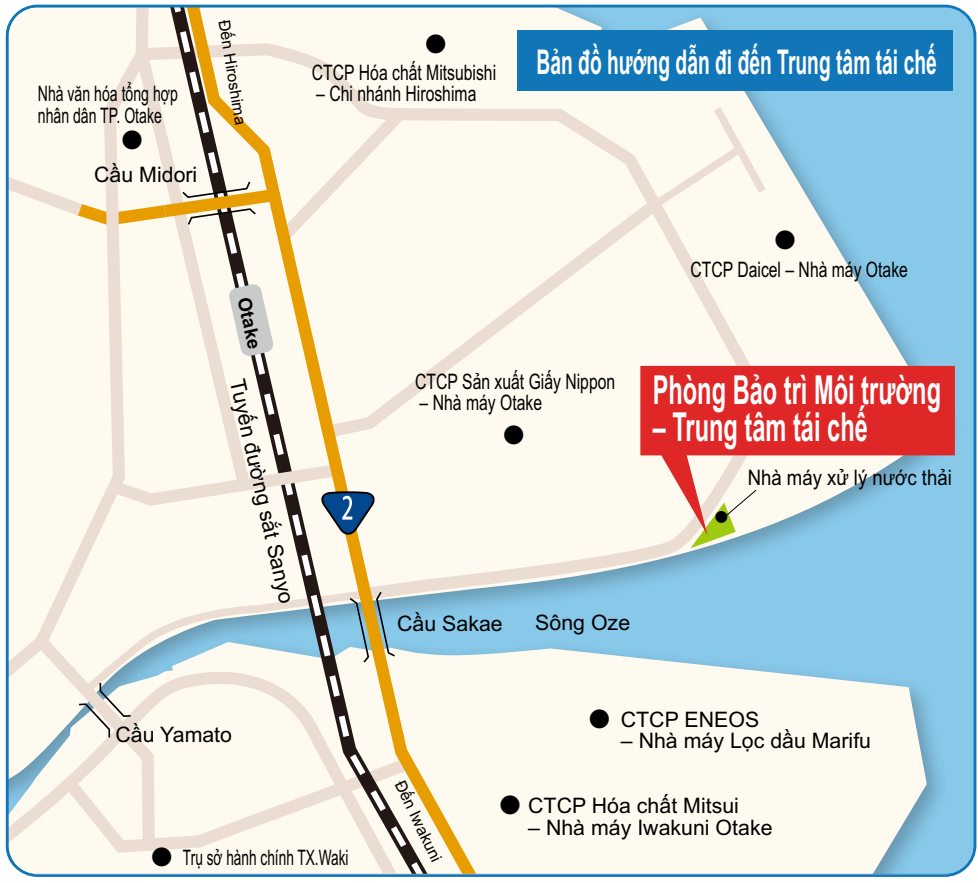 Bản đồ hướng dẫn đi đến Trung tâm tái chế
Đến Hiroshima
CTCP Hóa chất Mitsubishi
– Chi nhánh Hiroshima
Nhà văn hóa tổng hợp
nhân dân TP. Otake
Cầu Midori
CTCP Daicel – Nhà máy Otake
Otake
CTCP Sản xuất Giấy Nippon
– Nhà máy Otake
Phòng Bảo trì Môi trường
– Trung tâm tái chế
Nhà máy xử lý nước thải
Tuyến đường sắt Sanyo
2
Cầu Sakae
Sông Oze
Cầu Yamato
CTCP ENEOS
– Nhà máy Lọc dầu Marifu
Đến Iwakuni
CTCP Hóa chất Mitsui
– Nhà máy Iwakuni Otake
Trụ sở hành chính TX.Waki